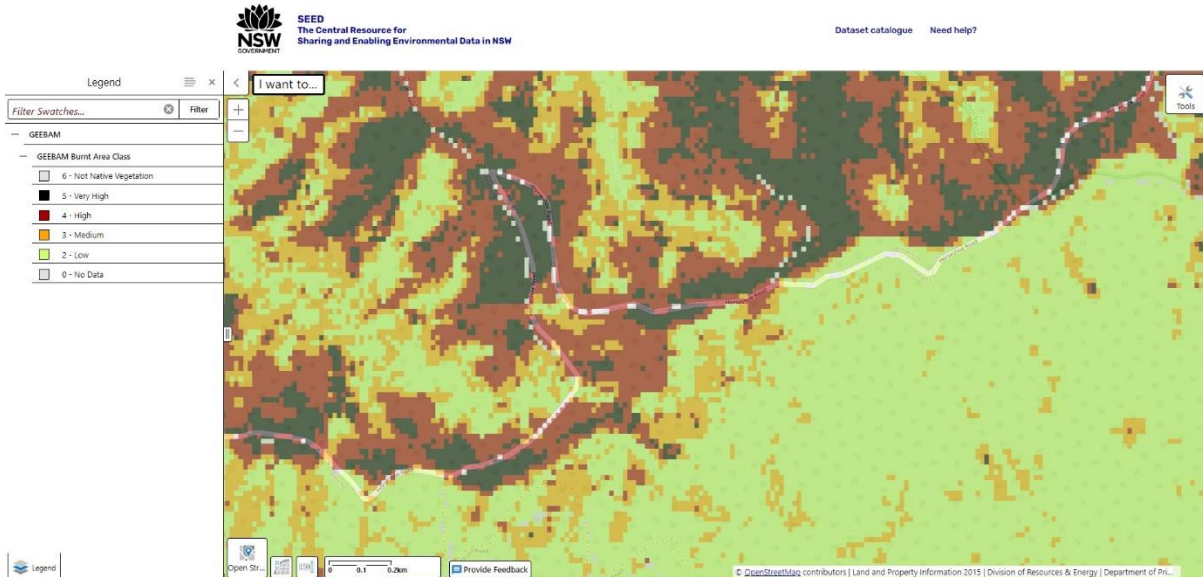 SEED
The Central Resource for
Sharing and Enabling Environmental Data in NSW
NSW
GOVERNMENT
Dataset catalogue
Need help?
Legend
I want to...
Tools
Filter Swatches...
Filter
GEEBAM
GEEBAM Burnt Area Class
6 - Not Native Vegetation
5 - Very High
4 - High
3 - Medium
2 - Low
0 - No Data
Open Str...
0 0.1 0.2km
Provide Feedback
© OpenStreetMap contributors | Land and Property Information 2015 | Division of Resources & Energy | Department of Pri...
Legend